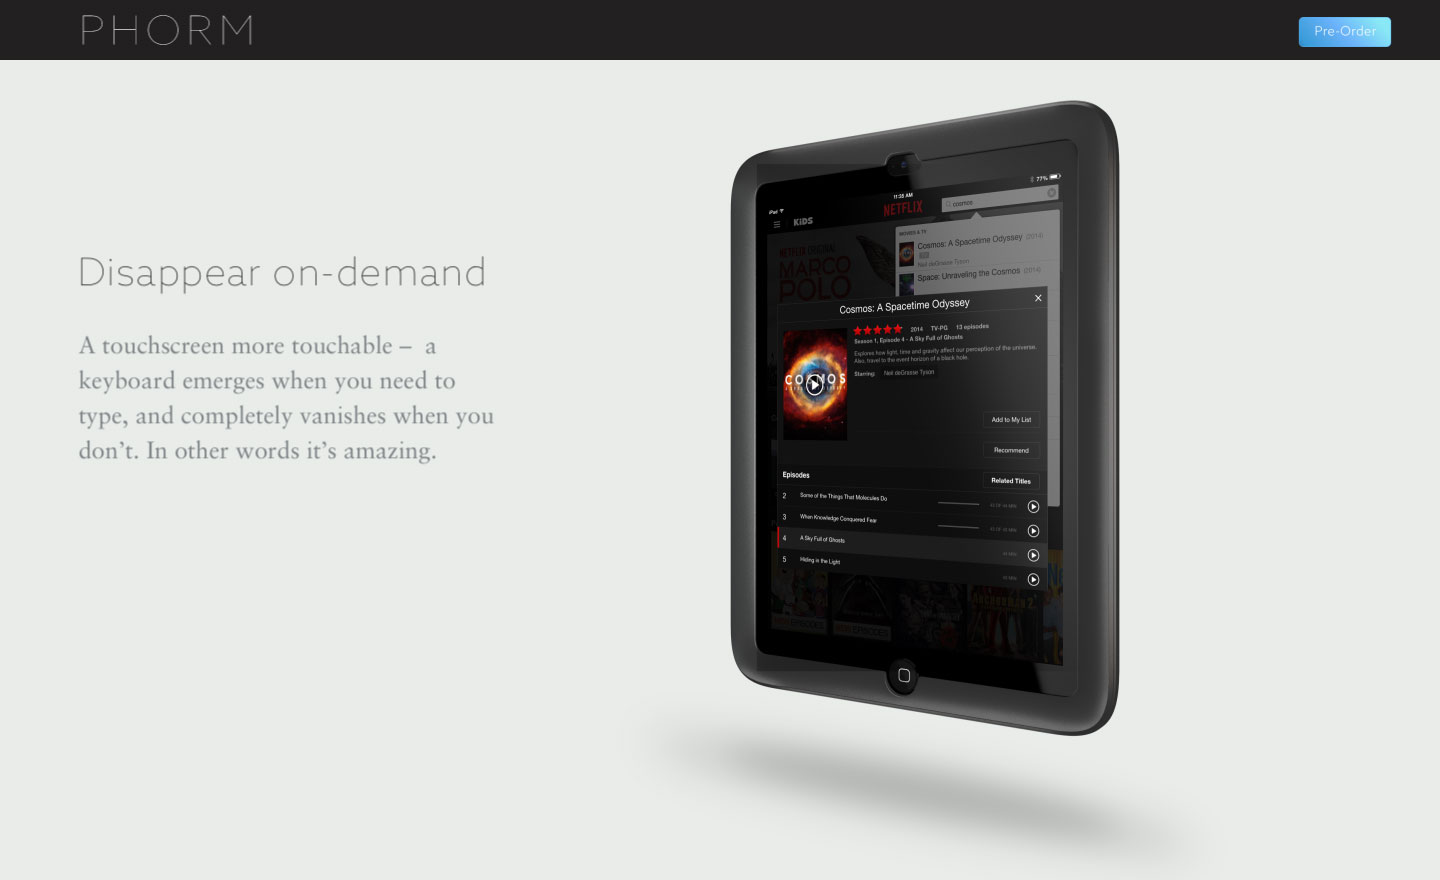 PHORM
Pre-Order
Disappear on-demand
A touchscreen more touchable – a
keyboard emerges when you need to
type, and completely vanishes when you
don't. In other words it's amazing.
iPad
11:35 AM
77%
KiDS
NETFLIX
cosmos
MOVIES & TV
Cosmos: A Spacetime Odyssey (2014)
Neil deGrasse Tyson
Space: Unraveling the Cosmos (2014)
NETFLIX ORIGINAL
MARCO
POLO
Cosmos: A Spacetime Odyssey
2014 TV-PG 13 episodes
Season 1, Episode 4 - A Sky Full of Ghosts
Explores how light, time and gravity affect our perception of the universe.
Also, travel to the event horizon of a black hole.
Starring: Neil deGrasse Tyson
COSMOS
Add to My List
Recommend
Episodes
Related Titles
2 Some of the Things That Molecules Do
3 When Knowledge Conquered Fear
4 A Sky Full of Ghosts
5 Hiding in the Light
EPISODES
EPISODES
ANCHORMAN 2